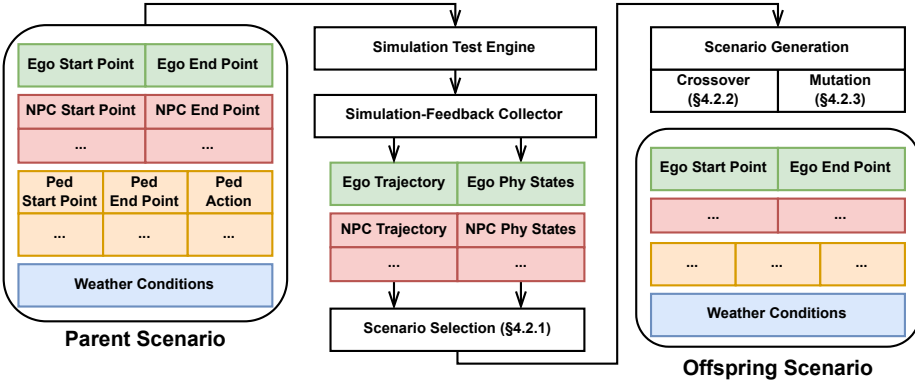 Ego Start Point
Ego End Point
NPC Start Point
NPC End Point
...
...
Ped
Start Point
Ped
End Point
Ped
Action
...
...
...
Weather Conditions
Parent Scenario
Simulation Test Engine
Simulation-Feedback Collector
Ego Trajectory
Ego Phy States
NPC Trajectory
NPC Phy States
...
...
Scenario Selection (§4.2.1)
Scenario Generation
Crossover
(§4.2.2)
Mutation
(§4.2.3)
Ego Start Point
Ego End Point
...
...
...
...
...
Weather Conditions
Offspring Scenario